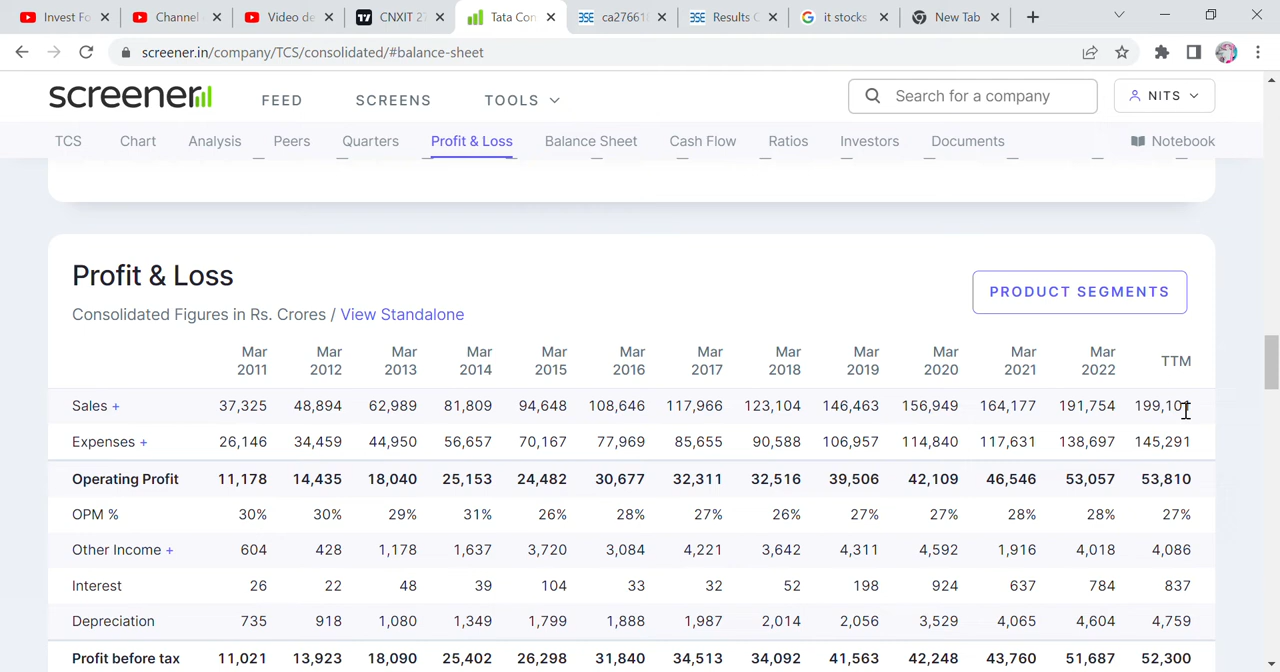 Invest Fo
Channel
Video de
CNXIT 2
Tata Con
ca27661
Results C
it stocks
New Tab
screener.in/company/TCS/consolidated/#balance-sheet
screener
FEED
SCREENS
TOOLS
Search for a company
NITS
TCS
Chart
Analysis
Peers
Quarters
Profit & Loss
Balance Sheet
Cash Flow
Ratios
Investors
Documents
Notebook
Profit & Loss
PRODUCT SEGMENTS
Consolidated Figures in Rs. Crores / View Standalone
Mar 2011 Mar 2012 Mar 2013 Mar 2014 Mar 2015 Mar 2016 Mar 2017 Mar 2018 Mar 2019 Mar 2020 Mar 2021 Mar 2022 TTM
Sales + 37,325 48,894 62,989 81,809 94,648 108,646 117,966 123,104 146,463 156,949 164,177 191,754 199,101
Expenses + 26,146 34,459 44,950 56,657 70,167 77,969 85,655 90,588 106,957 114,840 117,631 138,697 145,291
Operating Profit 11,178 14,435 18,040 25,153 24,482 30,677 32,311 32,516 39,506 42,109 46,546 53,057 53,810
OPM % 30% 30% 29% 31% 26% 28% 27% 26% 27% 27% 28% 28% 27%
Other Income + 604 428 1,178 1,637 3,720 3,084 4,221 3,642 4,311 4,592 1,916 4,018 4,086
Interest 26 22 48 39 104 33 32 52 198 924 637 784 837
Depreciation 735 918 1,080 1,349 1,799 1,888 1,987 2,014 2,056 3,529 4,065 4,604 4,759
Profit before tax 11,021 13,923 18,090 25,402 26,298 31,840 34,513 34,092 41,563 42,248 43,760 51,687 52,300